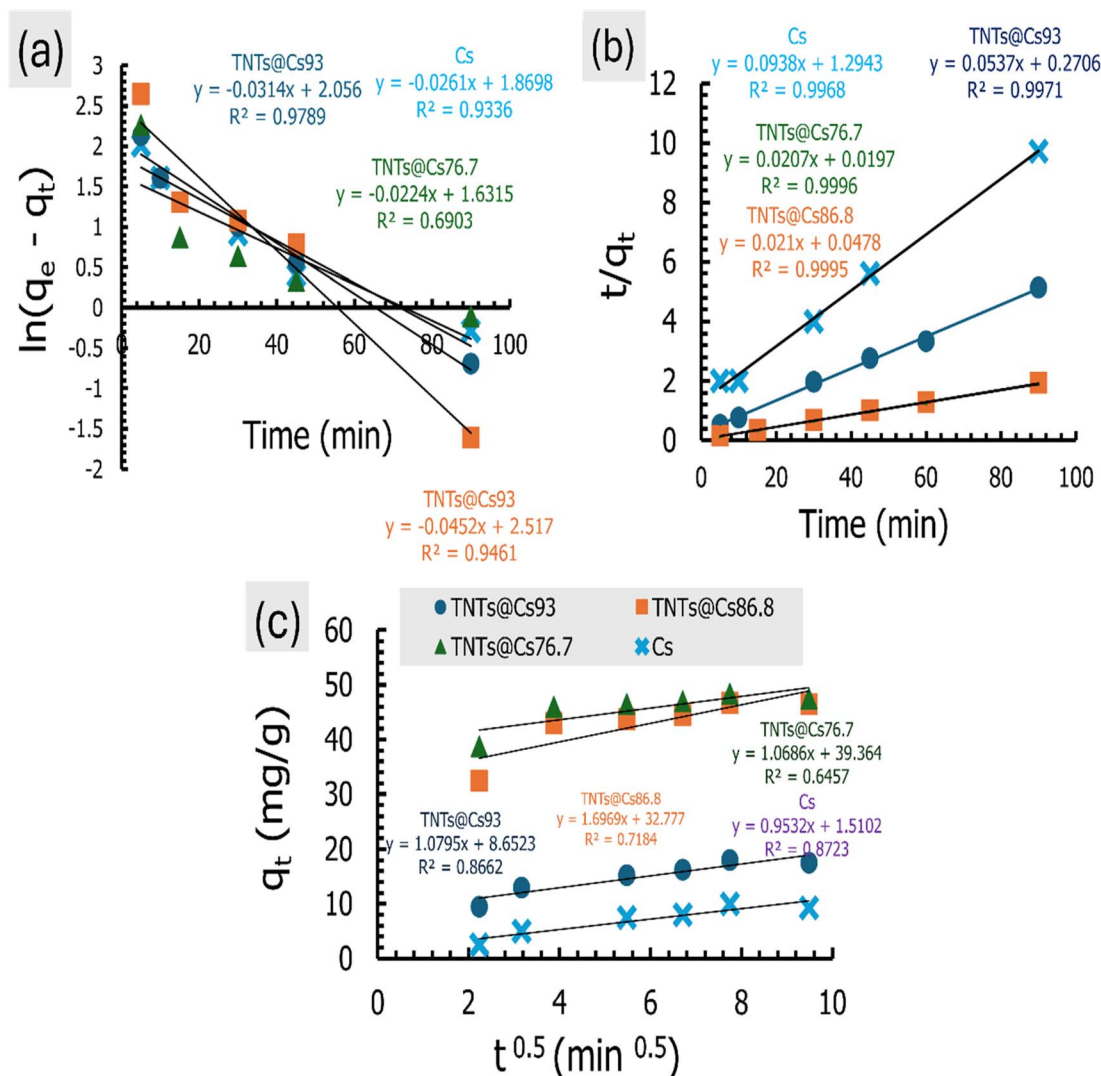 (a)
TNTs@Cs93
y = -0.0314x + 2.056
R² = 0.9789
Cs
y = -0.0261x + 1.8698
R² = 0.9336
TNTs@Cs76.7
y = -0.0224x + 1.6315
R² = 0.6903
3
2.5
2
1.5
1
0.5
0
-0.5
-1
-1.5
-2
ln(qe - qt)
0 20 40 60 80 100
Time (min)
TNTs@Cs93
y = -0.0452x + 2.517
R² = 0.9461
(b)
Cs
y = 0.0938x + 1.2943
R² = 0.9968
TNTs@Cs93
y = 0.0537x + 0.2706
R² = 0.9971
TNTs@Cs76.7
y = 0.0207x + 0.0197
R² = 0.9996
TNTs@Cs86.8
y = 0.021x + 0.0478
R² = 0.9995
12
10
8
6
4
2
0
t/qt
0 20 40 60 80 100
Time (min)
(c)
TNTs@Cs93
TNTs@Cs86.8
TNTs@Cs76.7
Cs
60
50
40
30
20
10
0
qt (mg/g)
TNTs@Cs76.7
y = 1.0686x + 39.364
R² = 0.6457
TNTs@Cs93
y = 1.0795x + 8.6523
R² = 0.8662
TNTs@Cs86.8
y = 1.6969x + 32.777
R² = 0.7184
Cs
y = 0.9532x + 1.5102
R² = 0.8723
0 2 4 6 8 10
t 0.5 (min 0.5)